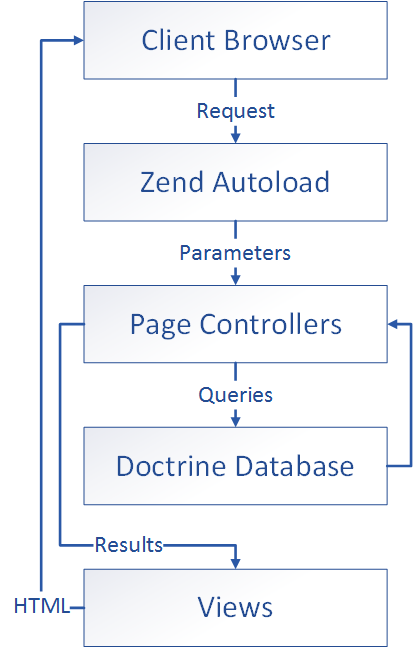 Client Browser
Request
Zend Autoload
Parameters
Page Controllers
Queries
Doctrine Database
Results
Views
HTML